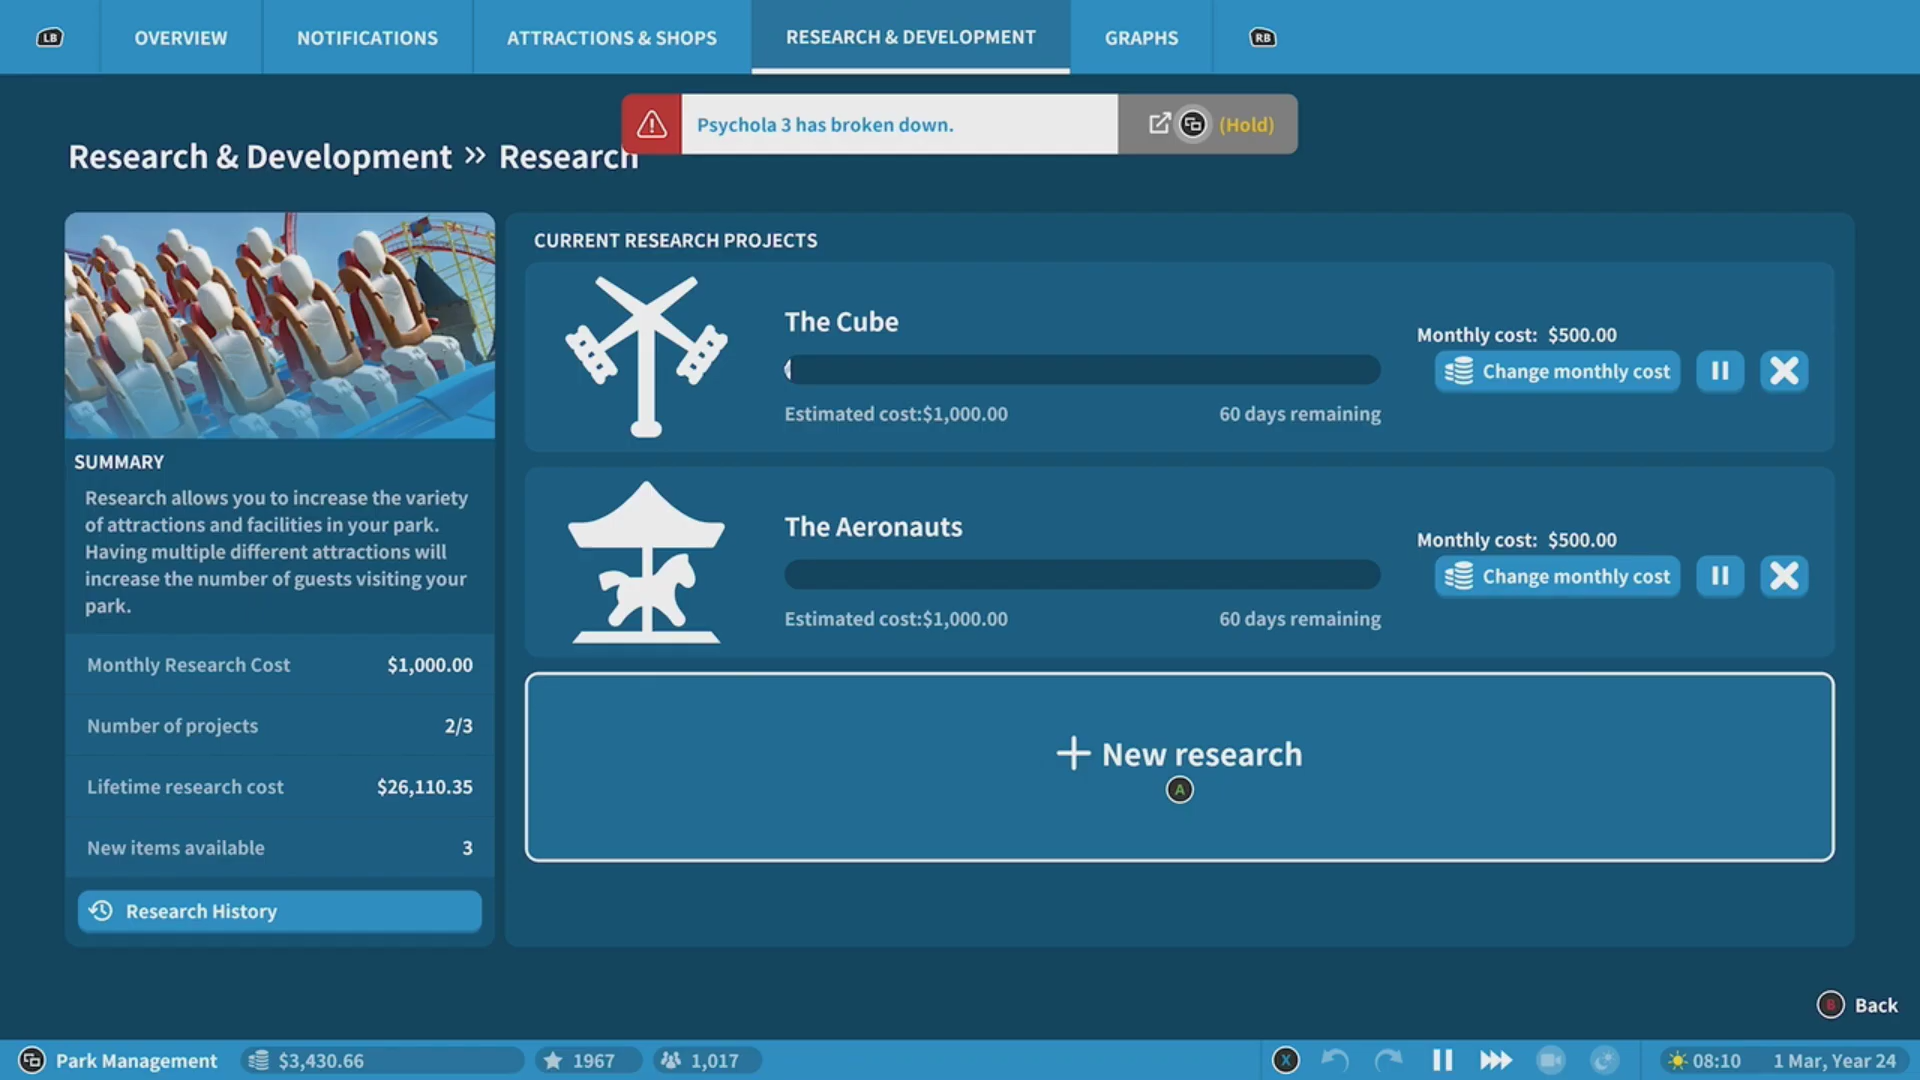 LB
OVERVIEW
NOTIFICATIONS
ATTRACTIONS & SHOPS
RESEARCH & DEVELOPMENT
GRAPHS
RB
Psychola 3 has broken down.
(Hold)
Research & Development » Research
SUMMARY
Research allows you to increase the variety
of attractions and facilities in your park.
Having multiple different attractions will
increase the number of guests visiting your
park.
Monthly Research Cost $1,000.00
Number of projects 2/3
Lifetime research cost $26,110.35
New items available 3
Research History
CURRENT RESEARCH PROJECTS
The Cube
Estimated cost:$1,000.00
60 days remaining
Monthly cost: $500.00
Change monthly cost
The Aeronauts
Estimated cost:$1,000.00
60 days remaining
Monthly cost: $500.00
Change monthly cost
+ New research
A
B Back
Park Management
$3,430.66
1967
1,017
X
08:10
1 Mar, Year 24